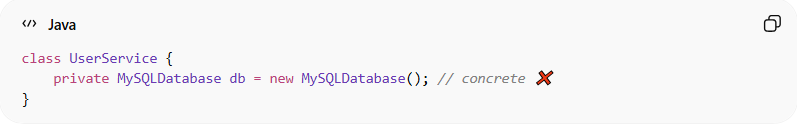 </> Java
class UserService {
    private MySQLDatabase db = new MySQLDatabase(); // concrete ❌
}